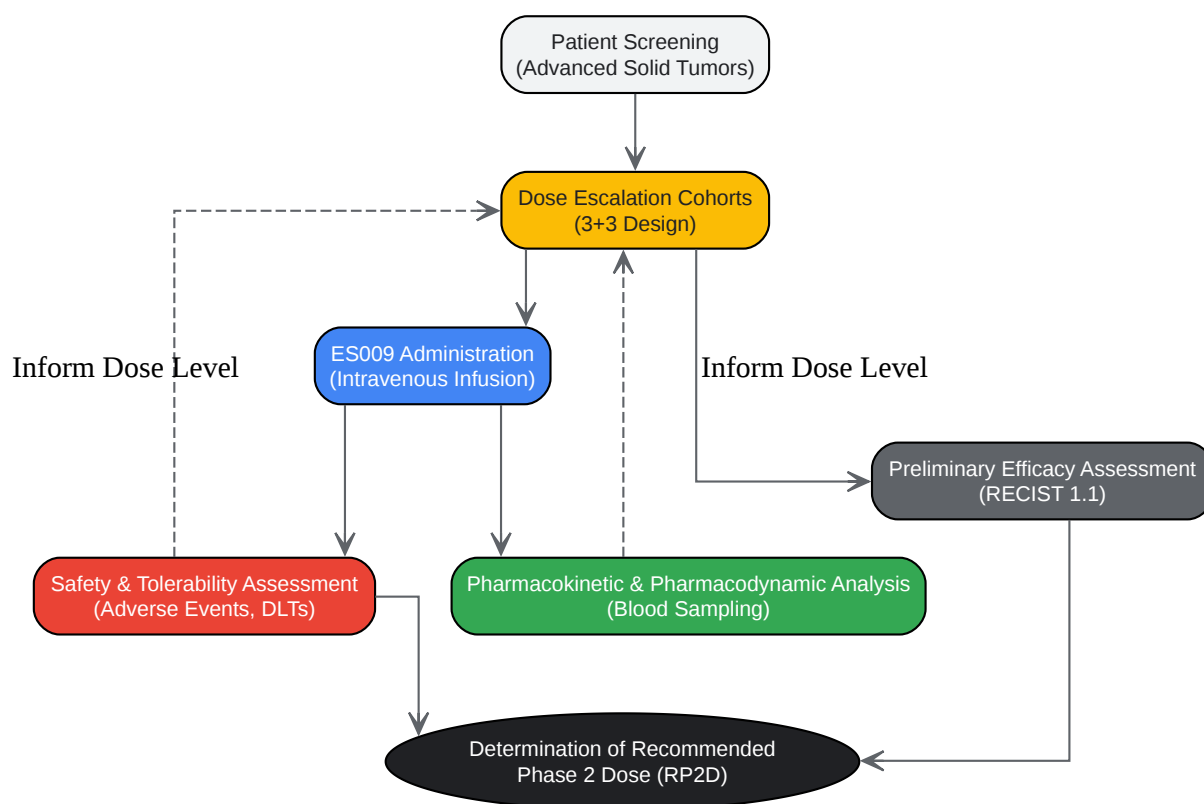 Patient Screening
(Advanced Solid Tumors)
Dose Escalation Cohorts
(3+3 Design)
ES009 Administration
(Intravenous Infusion)
Inform Dose Level
Inform Dose Level
Preliminary Efficacy Assessment
(RECIST 1.1)
Safety & Tolerability Assessment
(Adverse Events, DLTs)
Pharmacokinetic & Pharmacodynamic Analysis
(Blood Sampling)
Determination of Recommended
Phase 2 Dose (RP2D)